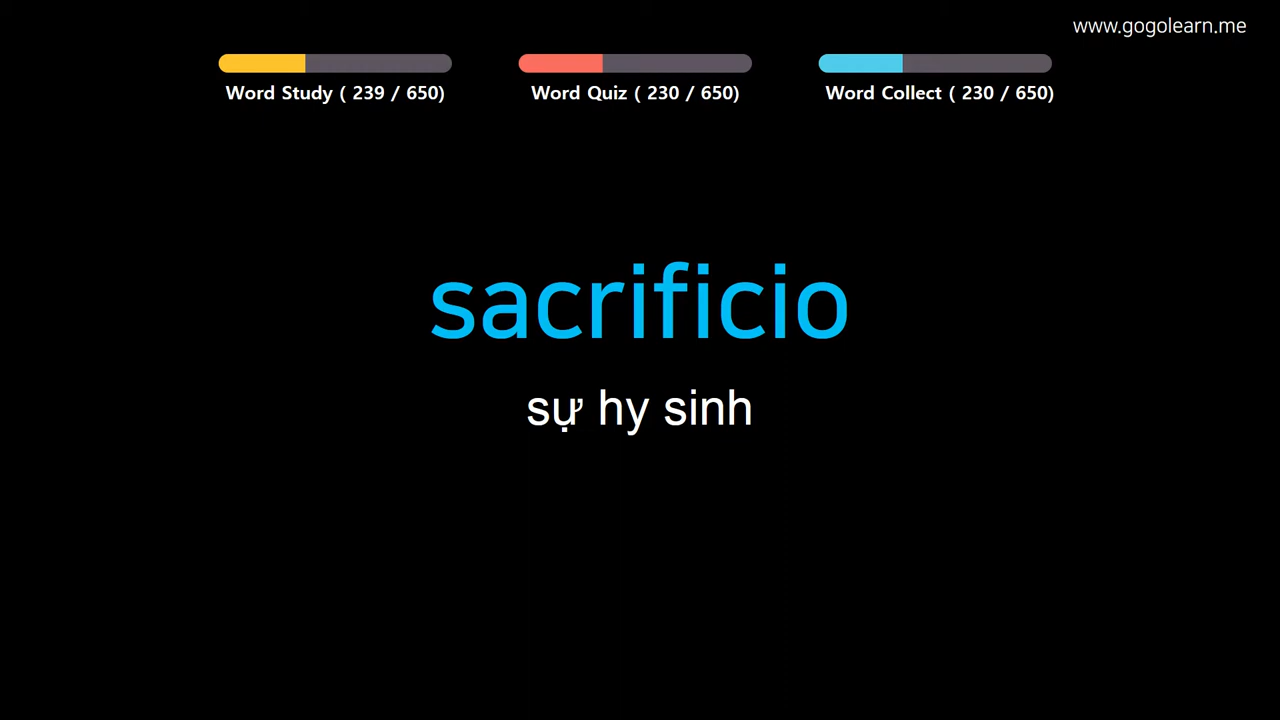 www.gogolearn.me
Word Study ( 239 / 650)
Word Quiz ( 230 / 650)
Word Collect ( 230 / 650)
sacrificio
sự hy sinh